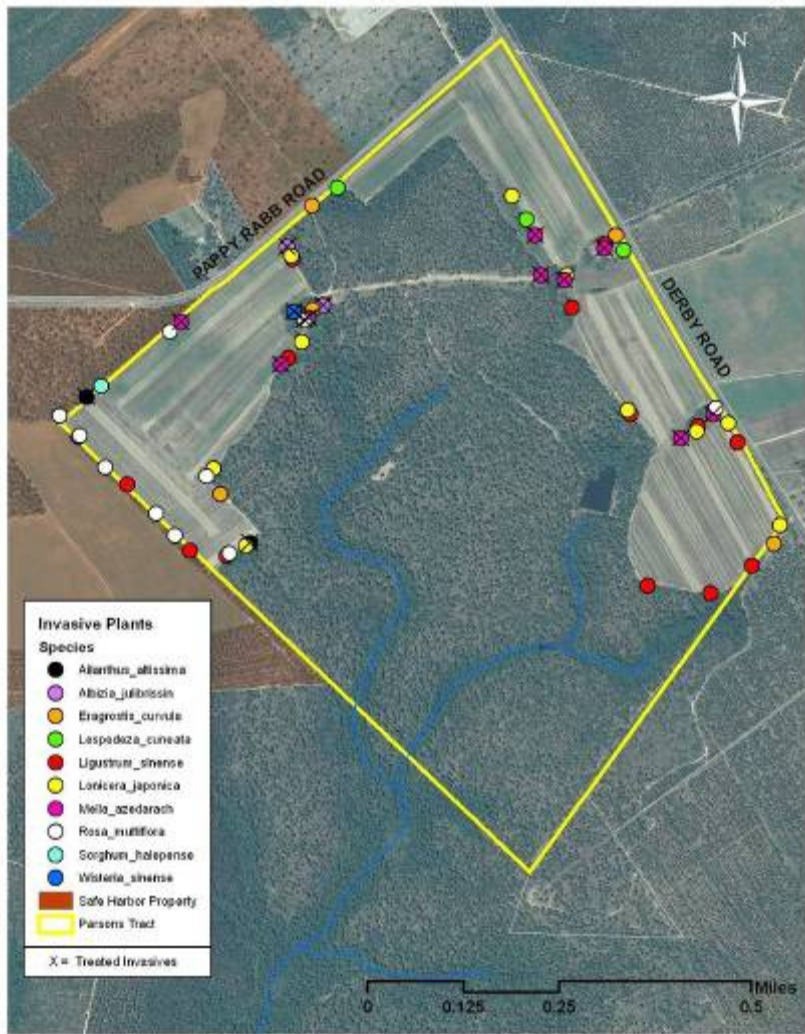 N
PAPPY RABB ROAD
DERBY ROAD
Invasive Plants
Species
Ailanthus_altissima
Albizia_julibrissin
Eragrostis_curvula
Lespedeza_cuneata
Ligustrum_sinense
Lonicera_japonica
Melia_azedarach
Rosa_multiflora
Sorghum_halepense
Wisteria_sinense
Safe Harbor Property
Parsons Tract
X = Treated Invasives
Miles
0 0.125 0.25 0.5